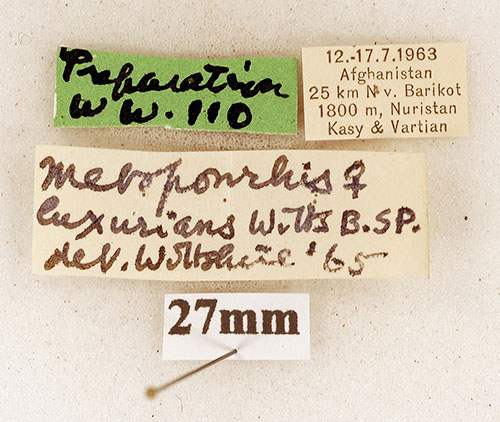 Preparation
W W. 110
12.-17.7.1963
Afghanistan
25 km N v. Barikot
1800 m, Nuristan
Kasy & Vartian
Meroponrhis ♀
luxurians Wilts B. SP.
det. Wiltshire '65
27mm